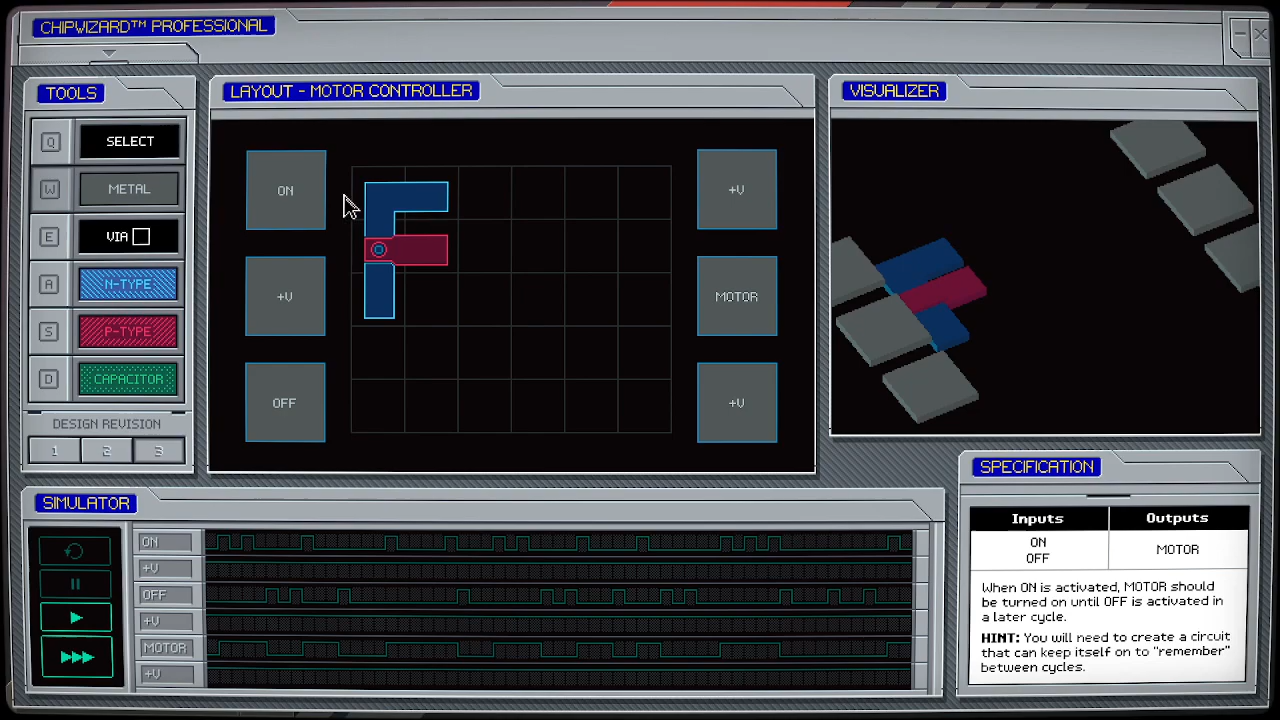 CHIPWIZARD™ PROFESSIONAL
TOOLS
Q
SELECT
W
METAL
E
VIA
A
N-TYPE
S
P-TYPE
D
CAPACITOR
DESIGN REVISION
1 2 3
LAYOUT - MOTOR CONTROLLER
ON
+V
OFF
+V
MOTOR
+V
VISUALIZER
SIMULATOR
ON
+V
OFF
+V
MOTOR
+V
SPECIFICATION
Inputs Outputs
ON
OFF
MOTOR
When ON is activated, MOTOR should
be turned on until OFF is activated in
a later cycle.
HINT: You will need to create a circuit
that can keep itself on to "remember"
between cycles.